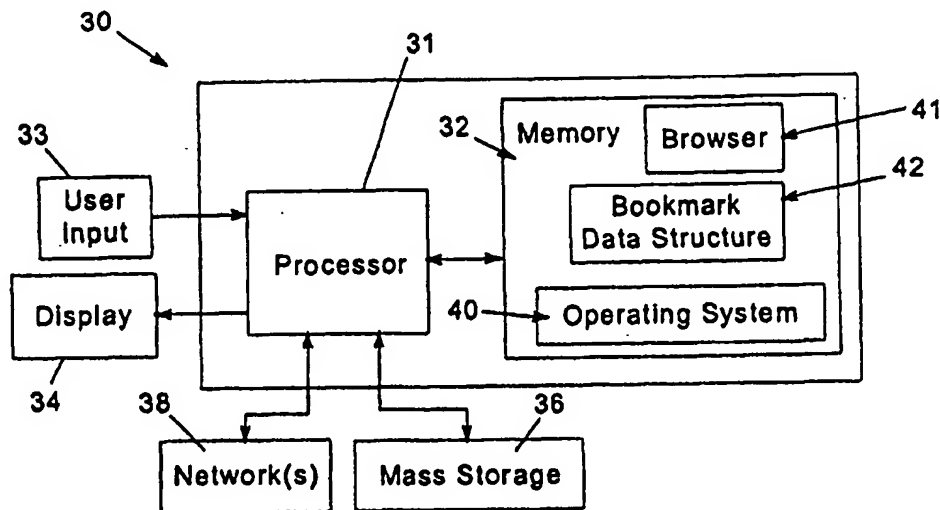 30
31
33
User
Input
Display
34
Processor
32
Memory
Browser
41
42
Bookmark
Data Structure
40
Operating System
38
36
Network(s)
Mass Storage